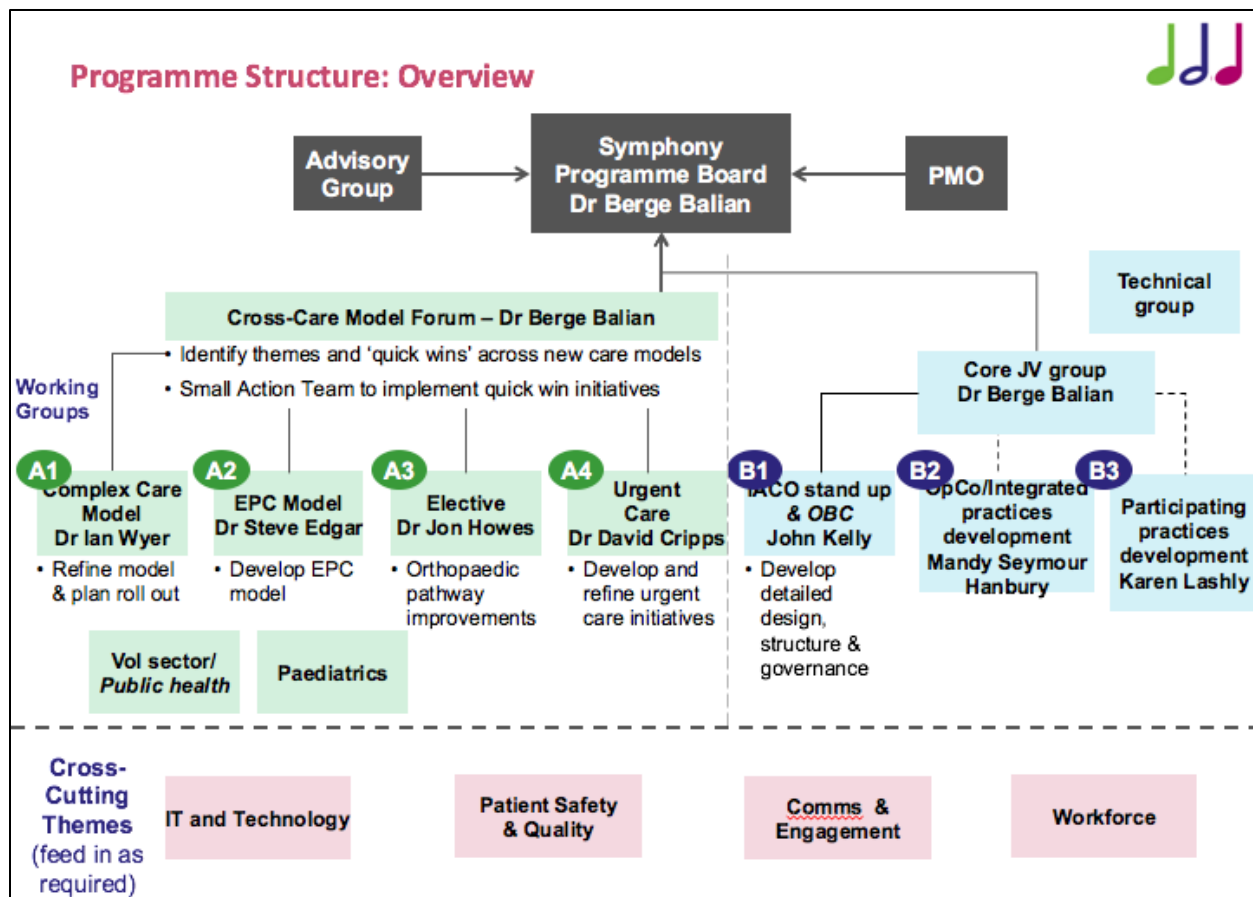 Programme Structure: Overview
Advisory
Group
Symphony
Programme Board
Dr Berge Balian
PMO
Technical
group
Cross-Care Model Forum – Dr Berge Balian
• Identify themes and ‘quick wins’ across new care models
• Small Action Team to implement quick win initiatives
Core JV group
Dr Berge Balian
Working
Groups
A1
Complex Care
Model
Dr Ian Wyer
• Refine model
& plan roll out
A2
EPC Model
Dr Steve Edgar
• Develop EPC
model
A3
Elective
Dr Jon Howes
• Orthopaedic
pathway
improvements
A4
Urgent
Care
Dr David Cripps
• Develop and
refine urgent
care initiatives
B1
IACO stand up
& OBC
John Kelly
• Develop
detailed
design,
structure &
governance
B2
OpCo/Integrated
practices
development
Mandy Seymour
Hanbury
B3
Participating
practices
development
Karen Lashly
Vol sector/
Public health
Paediatrics
Cross-
Cutting
Themes
(feed in as
required)
IT and Technology
Patient Safety
& Quality
Comms &
Engagement
Workforce